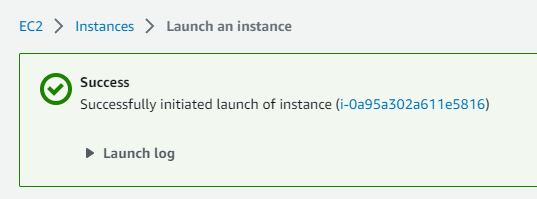 EC2 > Instances > Launch an instance
Success
Successfully initiated launch of instance (i-0a95a302a611e5816)
Launch log